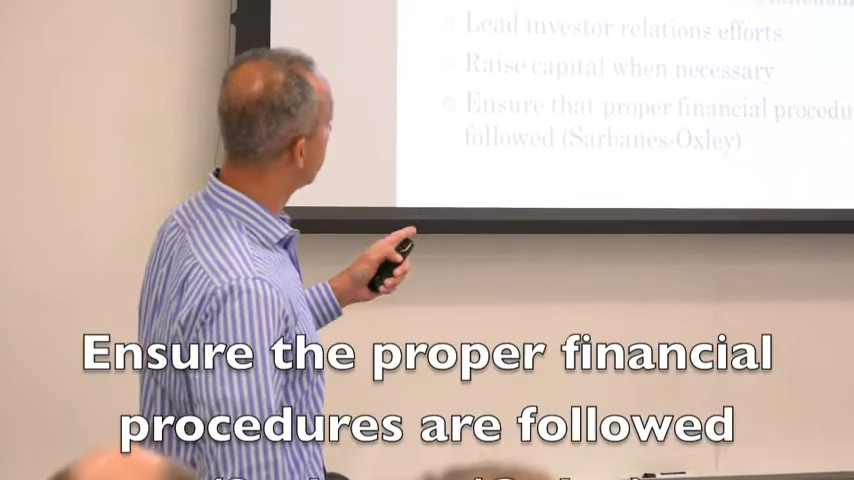 Lead investor relations efforts
Raise capital when necessary
Ensure that proper financial
followed (Sarbanes-Oxley)
Ensure the proper financial
procedures are followed